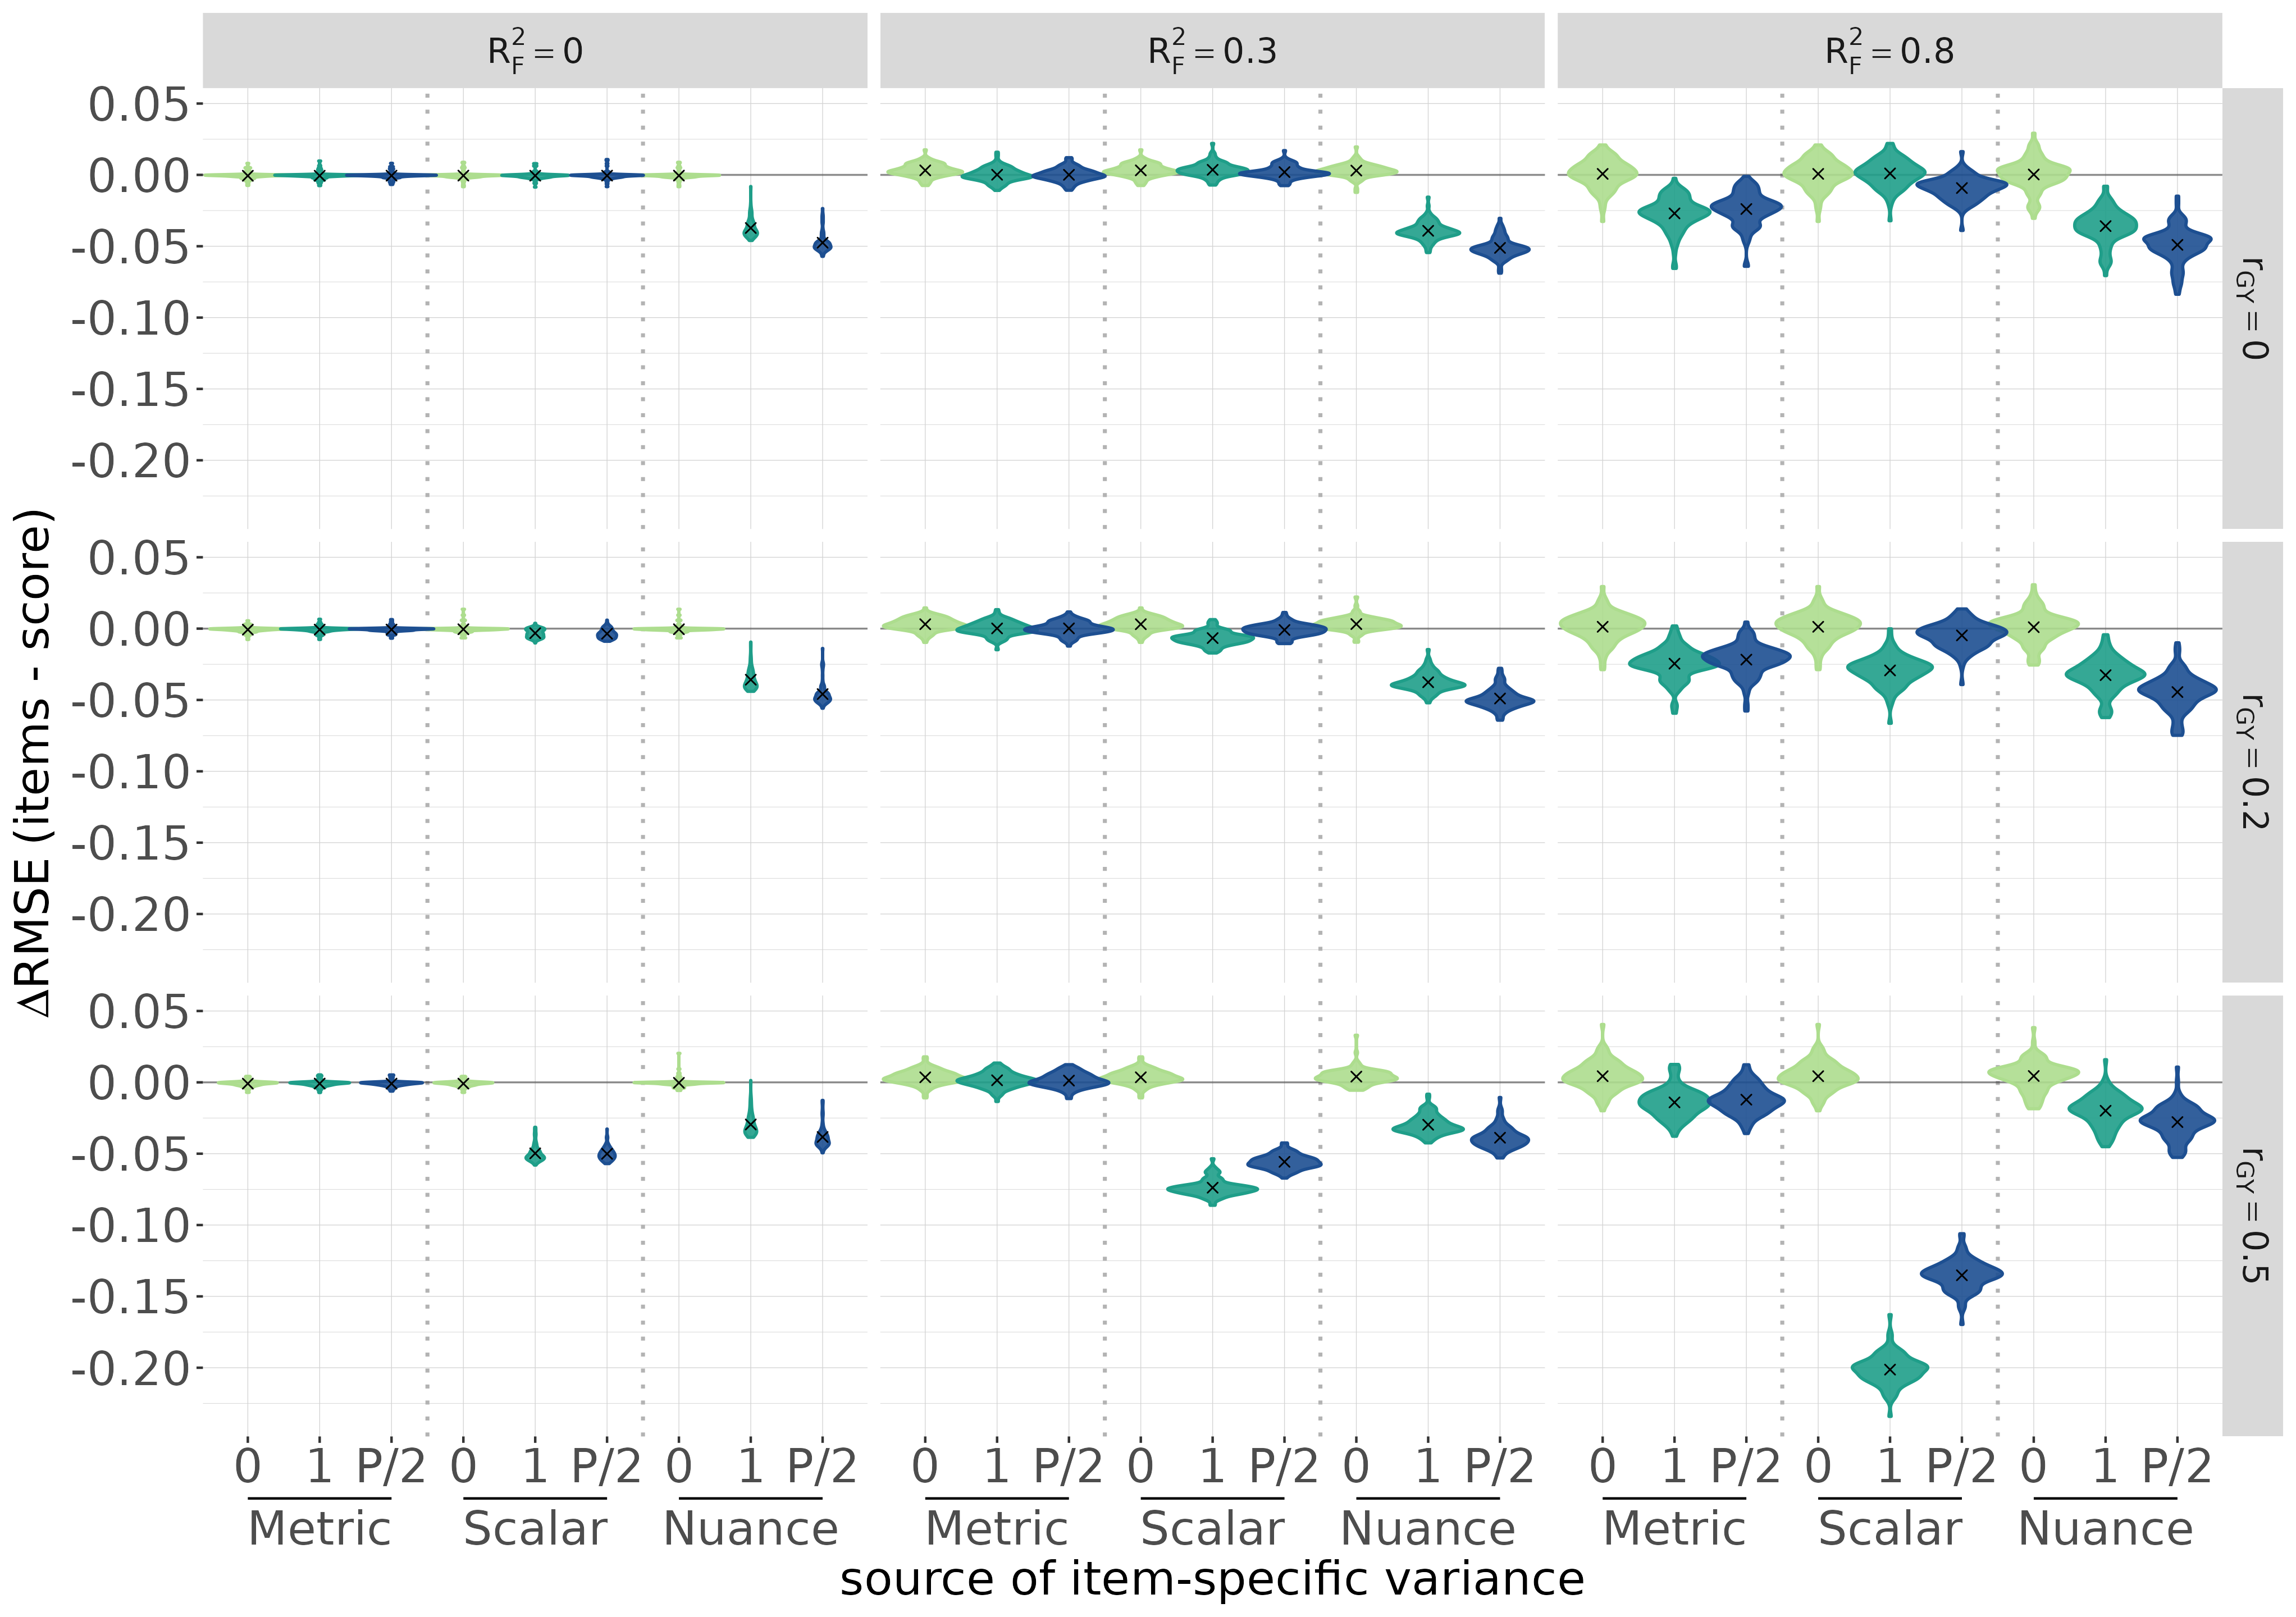 R²F = 0 R²F = 0.3 R²F = 0.8
0.05
0.00
-0.05
-0.10
-0.15
-0.20
rGY = 0
0.05
0.00
-0.05
-0.10
-0.15
-0.20
rGY = 0.2
0.05
0.00
-0.05
-0.10
-0.15
-0.20
rGY = 0.5
ΔRMSE (items - score)
0 1 P/2 0 1 P/2 0 1 P/2 0 1 P/2 0 1 P/2 0 1 P/2 0 1 P/2 0 1 P/2 0 1 P/2
Metric Scalar Nuance Metric Scalar Nuance Metric Scalar Nuance
source of item-specific variance